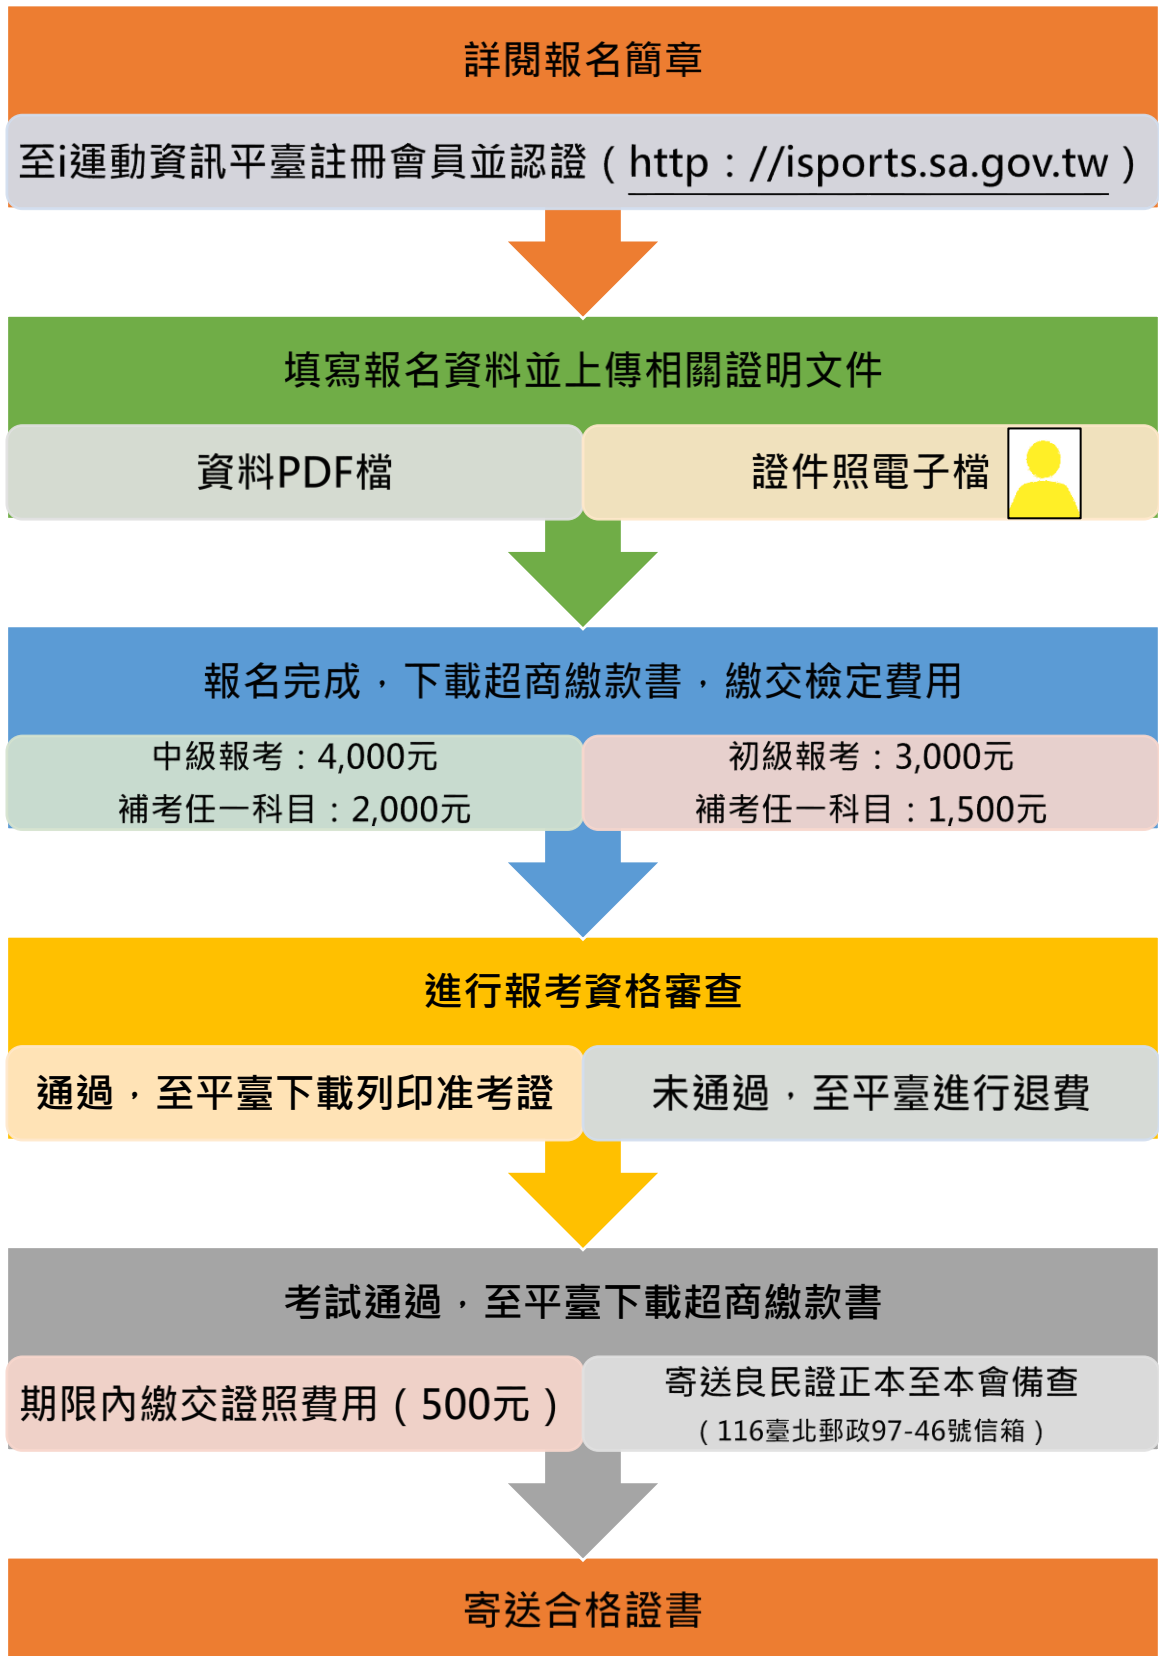 詳閱報名簡章
至i運動資訊平臺註冊會員並認證（http：//isports.sa.gov.tw）
填寫報名資料並上傳相關證明文件
資料PDF檔
證件照電子檔
報名完成，下載超商繳款書，繳交檢定費用
中級報考：4,000元
補考任一科目：2,000元
初級報考：3,000元
補考任一科目：1,500元
進行報考資格審查
通過，至平臺下載列印准考證
未通過，至平臺進行退費
考試通過，至平臺下載超商繳款書
期限內繳交證照費用（500元）
寄送良民證正本至本會備查
（116臺北郵政97-46號信箱）
寄送合格證書